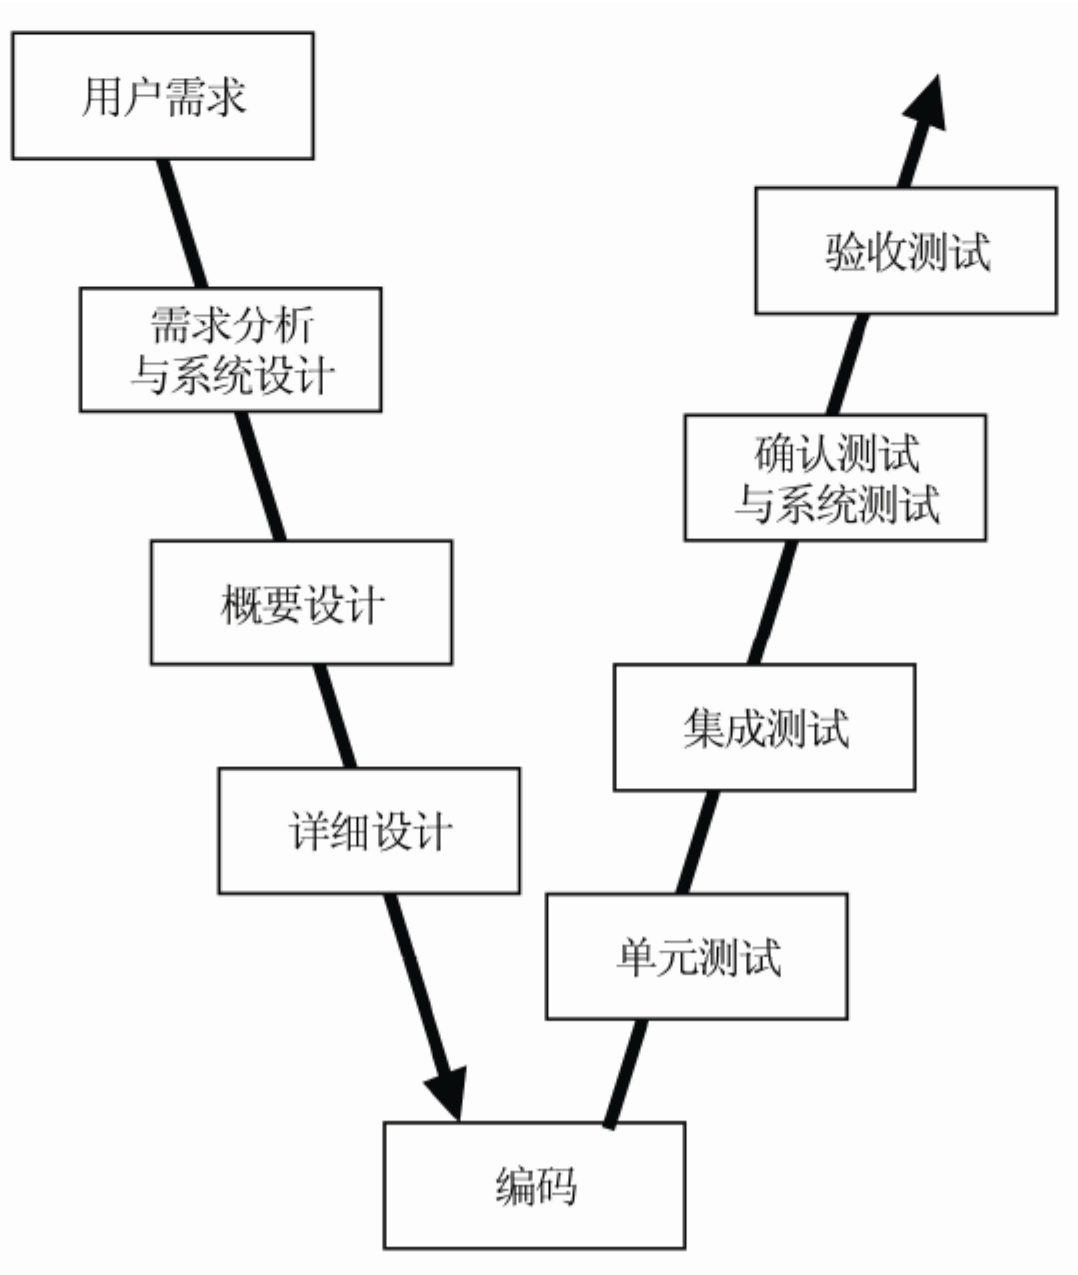 用户需求
需求分析
与系统设计
概要设计
详细设计
编码
单元测试
集成测试
确认测试
与系统测试
验收测试